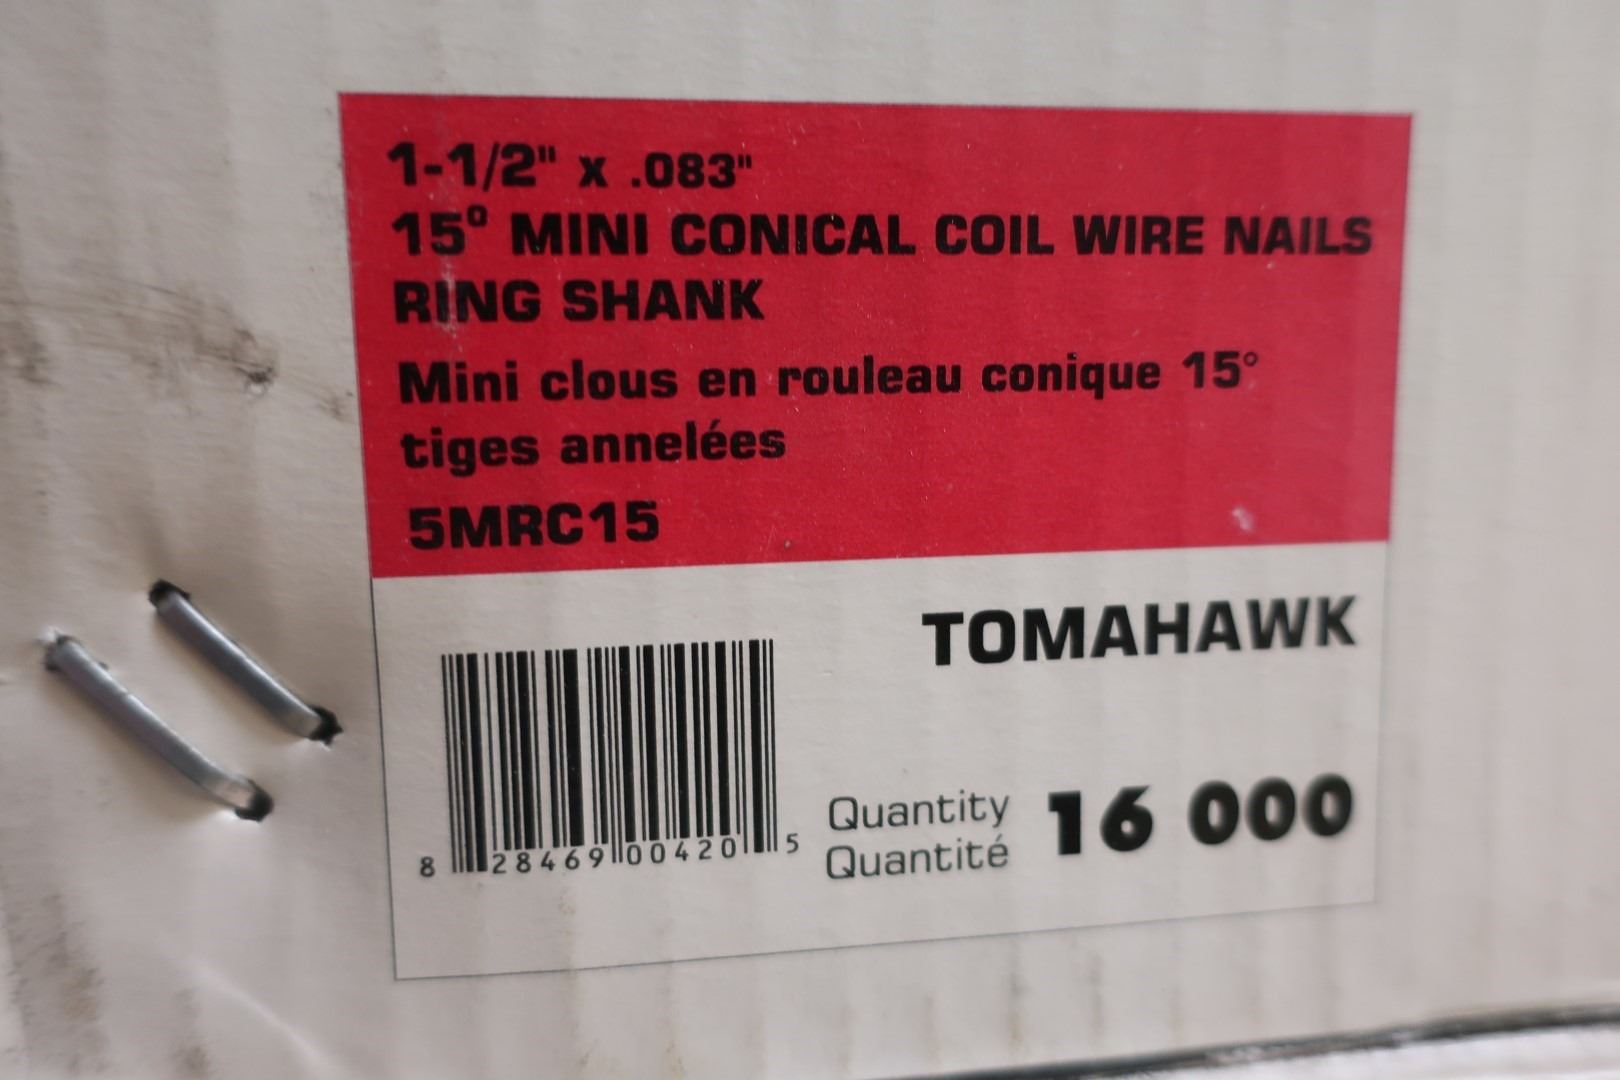 1-1/2" x .083"
15° MINI CONICAL COIL WIRE NAILS
RING SHANK
Mini clous en rouleau conique 15°
tiges annelées
5MRC15
TOMAHAWK
8 28469 00420 5
Quantity
Quantité
16 000